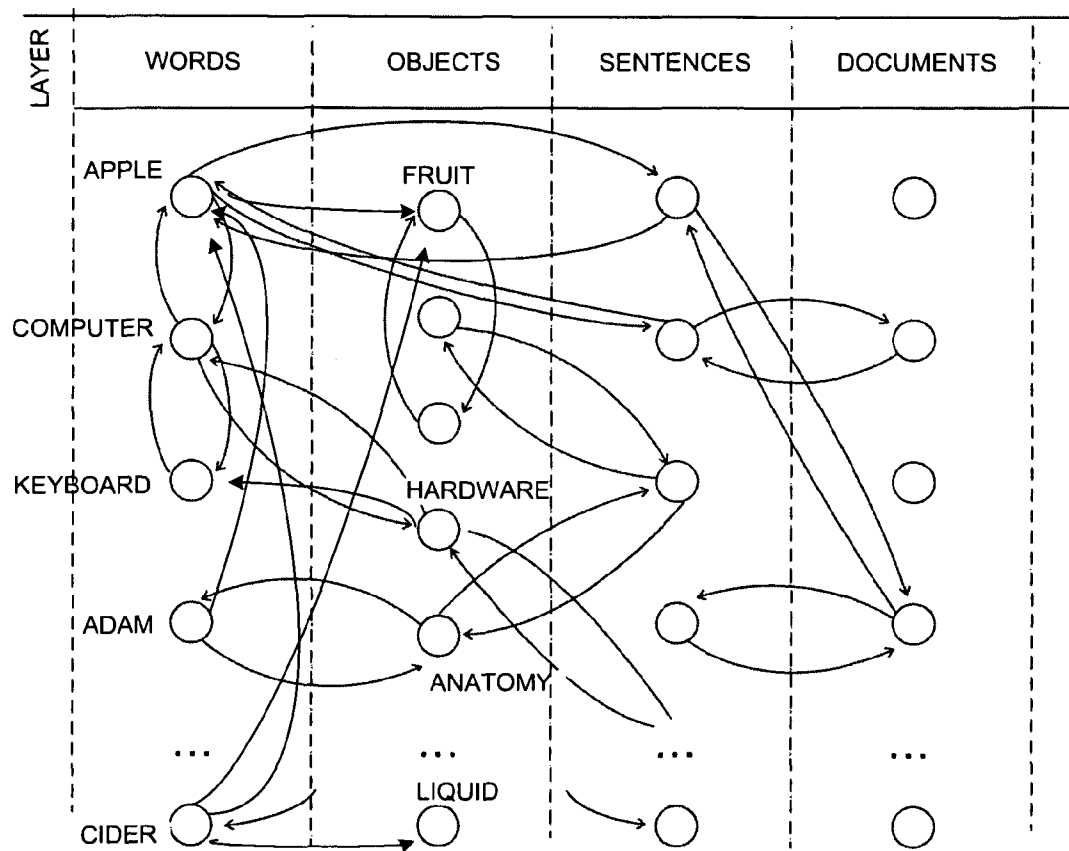 LAYER
WORDS
OBJECTS
SENTENCES
DOCUMENTS
APPLE
FRUIT
COMPUTER
KEYBOARD
HARDWARE
ADAM
ANATOMY
... ... ... ...
LIQUID
CIDER